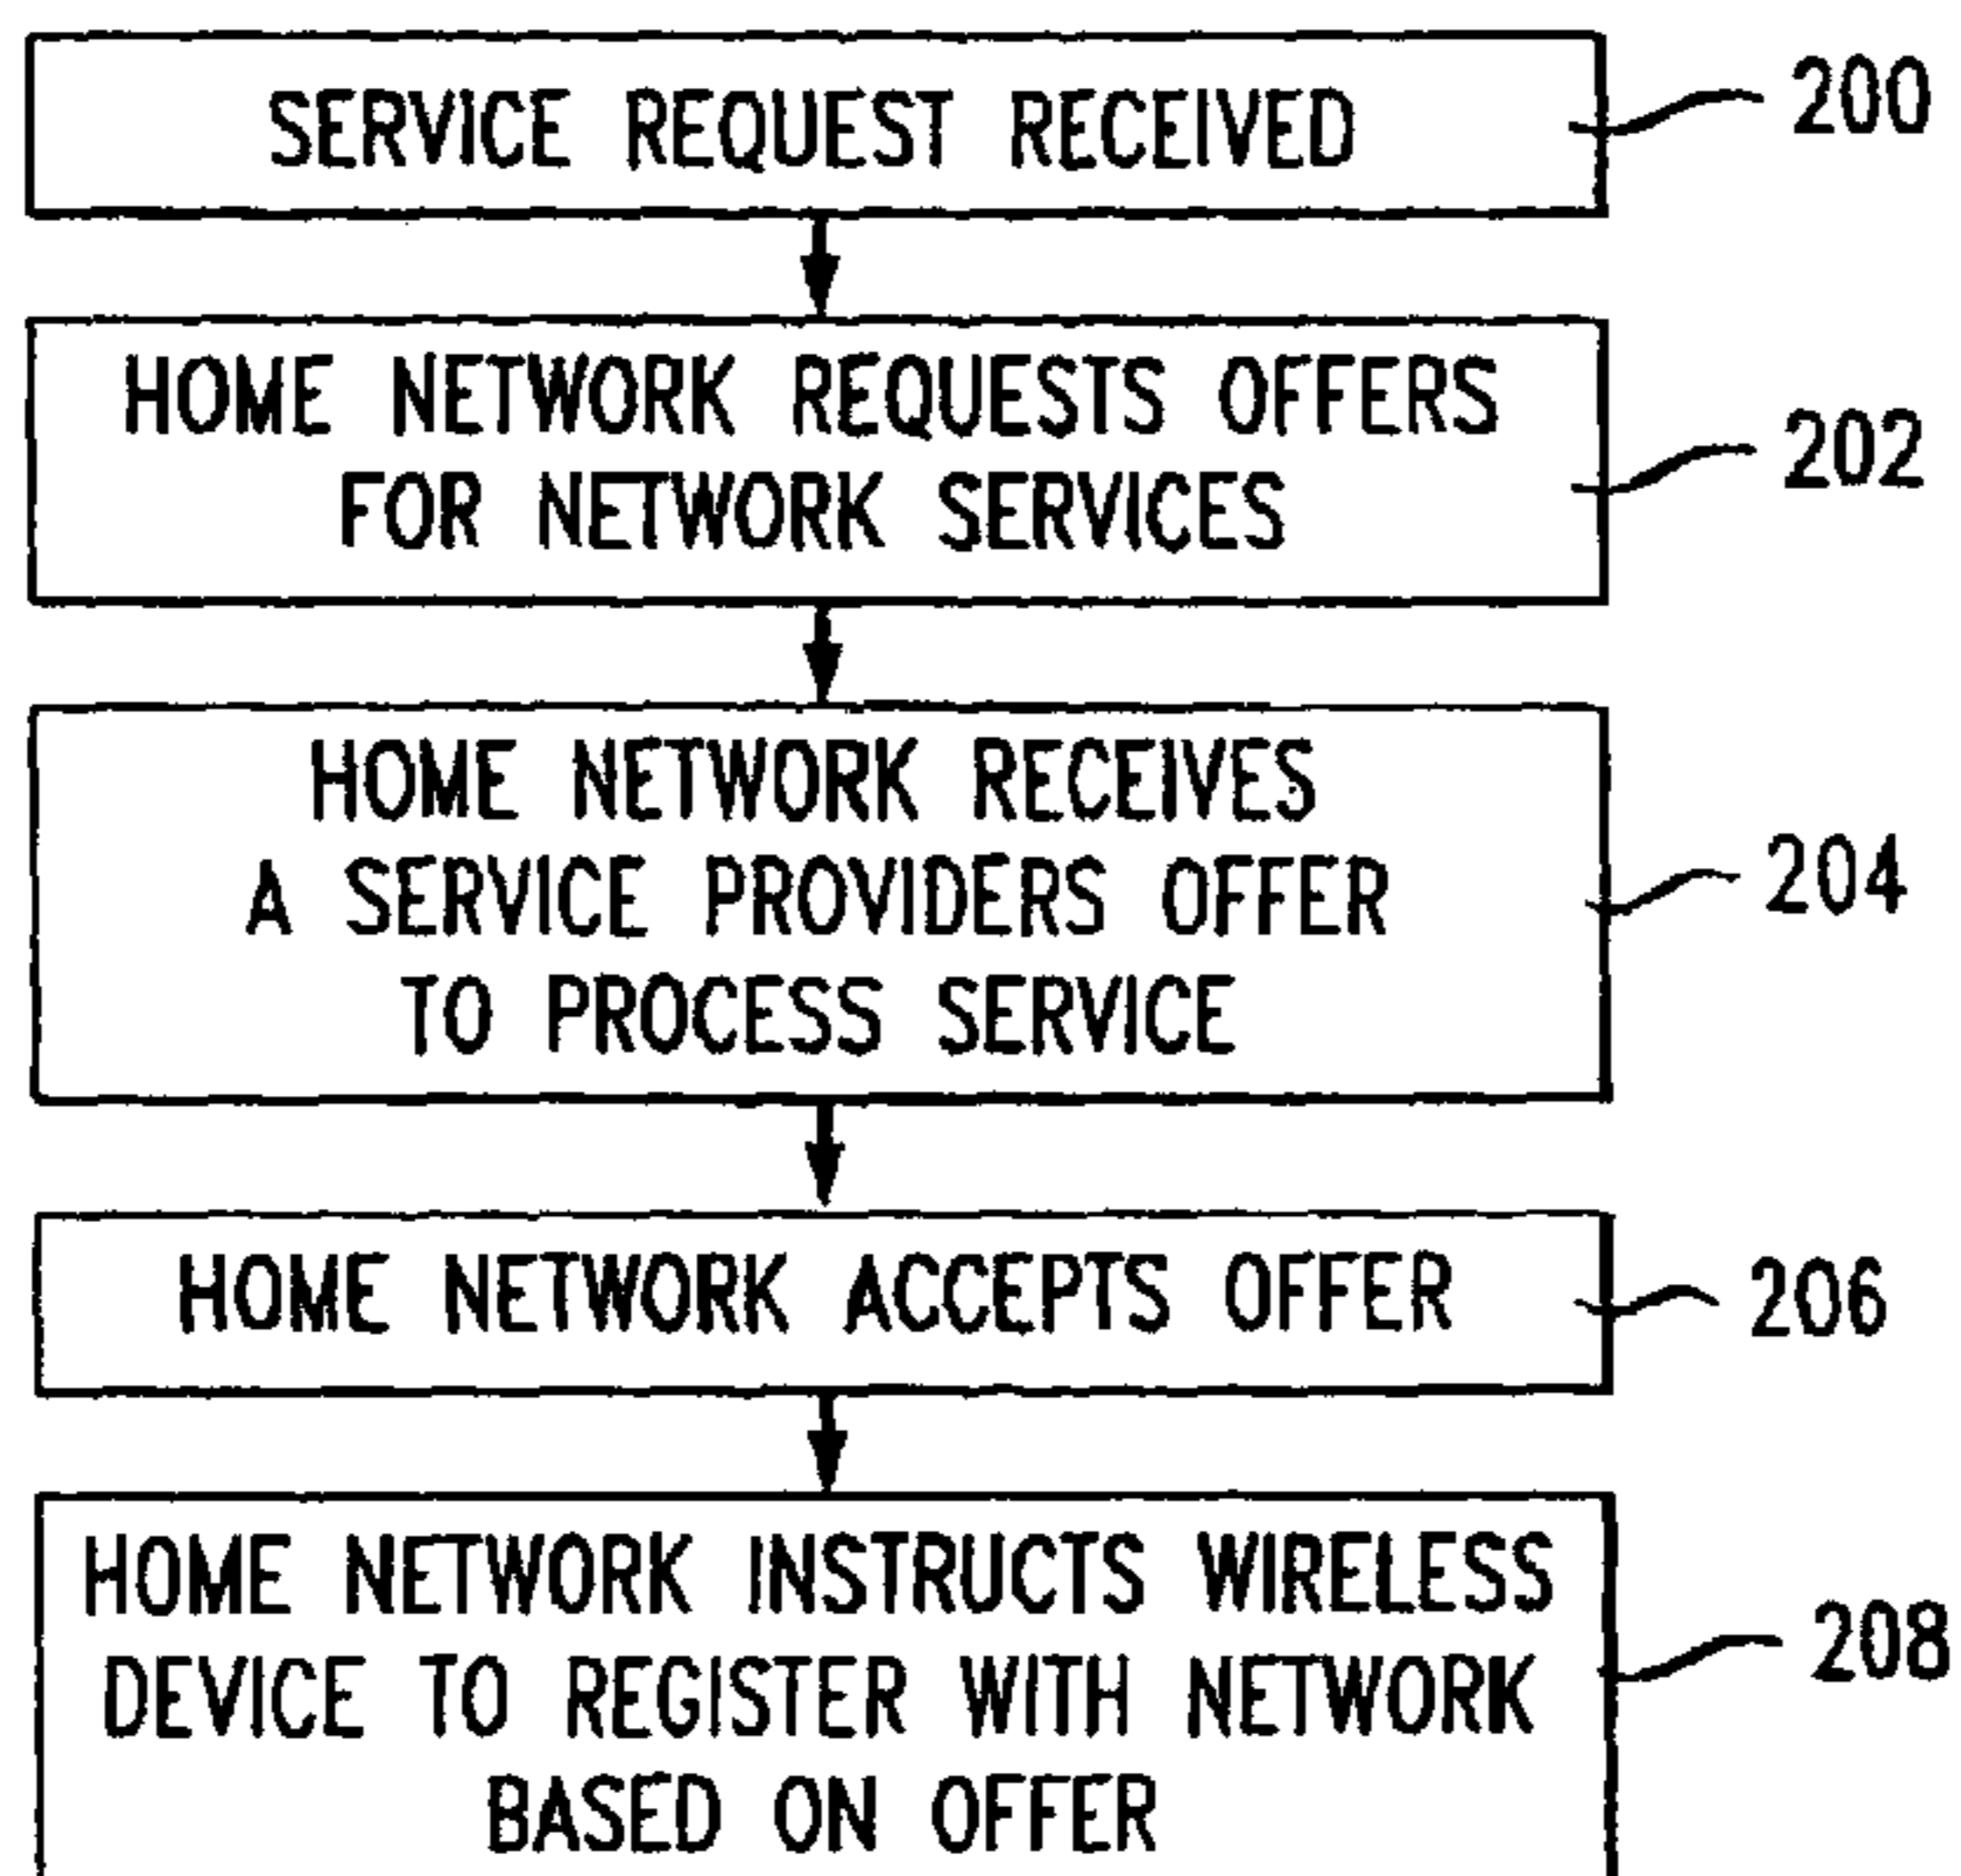 SERVICE REQUEST RECEIVED
200
HOME NETWORK REQUESTS OFFERS
FOR NETWORK SERVICES
202
HOME NETWORK RECEIVES
A SERVICE PROVIDERS OFFER
TO PROCESS SERVICE
204
HOME NETWORK ACCEPTS OFFER
206
HOME NETWORK INSTRUCTS WIRELESS
DEVICE TO REGISTER WITH NETWORK
BASED ON OFFER
208